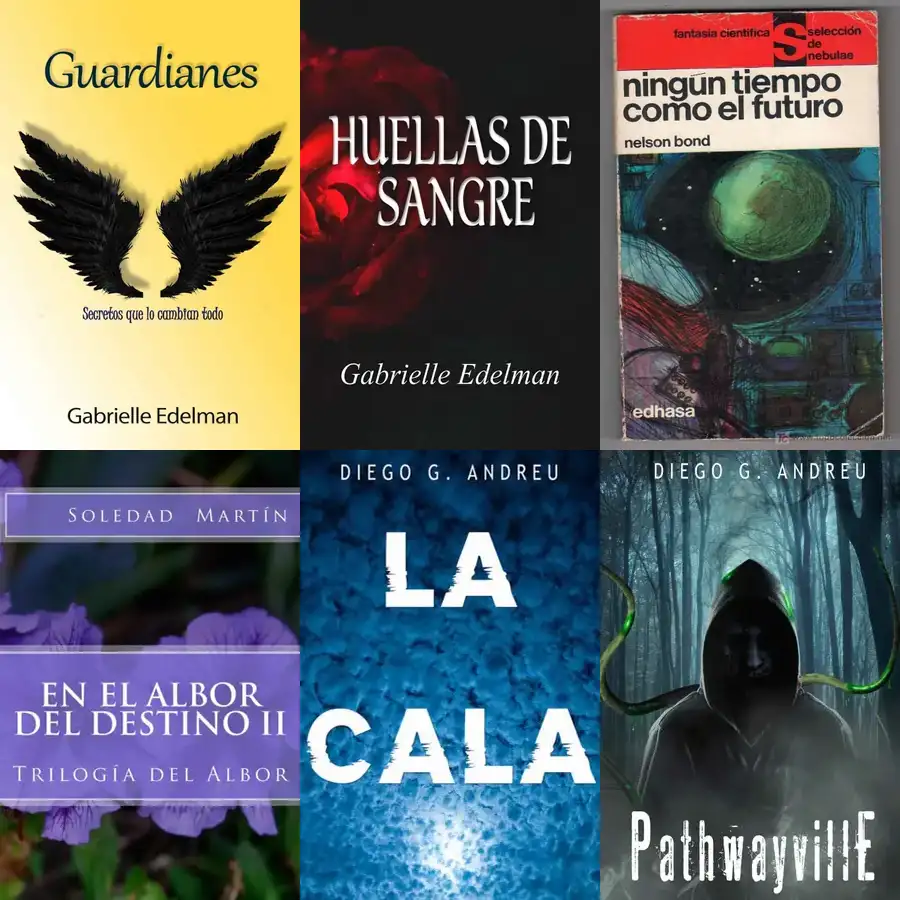 Guardianes
Secretos que lo cambian todo
Gabrielle Edelman
HUELLAS DE
SANGRE
Gabrielle Edelman
fantasía científica
S
selección
de
nebulae
ningún tiempo
como el futuro
nelson bond
edhasa
SOLEDAD MARTÍN
EN EL ALBOR
DEL DESTINO II
TRILOGÍA DEL ALBOR
DIEGO G. ANDREU
LA
CALA
DIEGO G. ANDREU
PathwayvillE